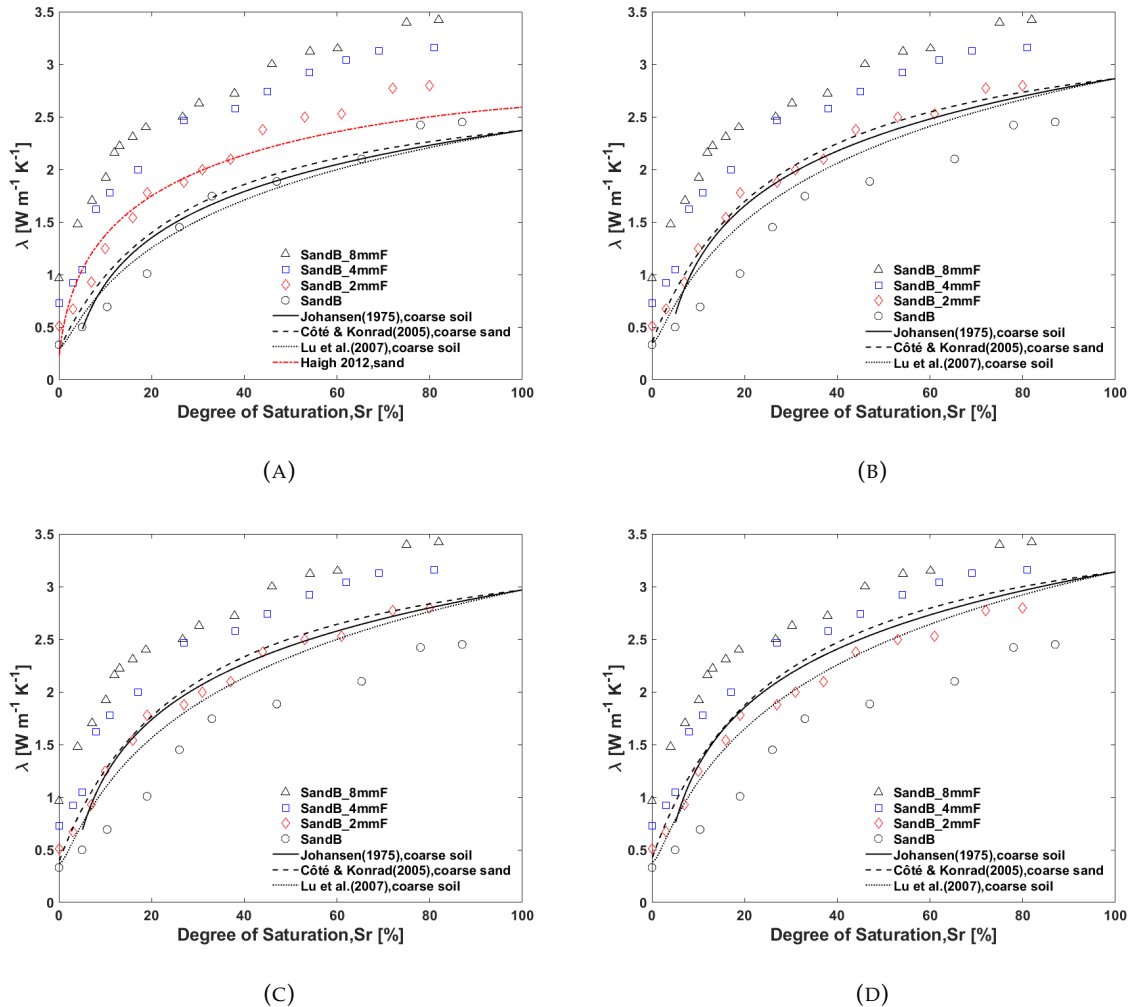 3.5
3
2.5
2
1.5
1
0.5
0
λ [W m⁻¹ K⁻¹]
SandB_8mmF
SandB_4mmF
SandB_2mmF
SandB
Johansen(1975),coarse soil
Côté & Konrad(2005),coarse sand
Lu et al.(2007),coarse soil
Haigh 2012,sand
0 20 40 60 80 100
Degree of Saturation,Sr [%]
(A)
3.5
3
2.5
2
1.5
1
0.5
0
λ [W m⁻¹ K⁻¹]
SandB_8mmF
SandB_4mmF
SandB_2mmF
SandB
Johansen(1975),coarse soil
Côté & Konrad(2005),coarse sand
Lu et al.(2007),coarse soil
0 20 40 60 80 100
Degree of Saturation,Sr [%]
(B)
3.5
3
2.5
2
1.5
1
0.5
0
λ [W m⁻¹ K⁻¹]
SandB_8mmF
SandB_4mmF
SandB_2mmF
SandB
Johansen(1975),coarse soil
Côté & Konrad(2005),coarse sand
Lu et al.(2007),coarse soil
0 20 40 60 80 100
Degree of Saturation,Sr [%]
(C)
3.5
3
2.5
2
1.5
1
0.5
0
λ [W m⁻¹ K⁻¹]
SandB_8mmF
SandB_4mmF
SandB_2mmF
SandB
Johansen(1975),coarse soil
Côté & Konrad(2005),coarse sand
Lu et al.(2007),coarse soil
0 20 40 60 80 100
Degree of Saturation,Sr [%]
(D)